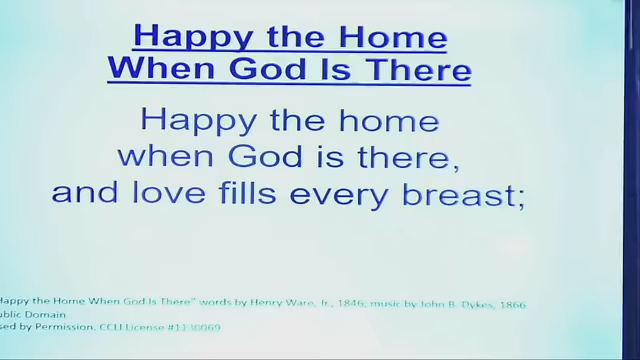 Happy the Home
When God Is There
Happy the home
when God is there,
and love fills every breast;
Happy the Home When God Is There" words by Henry Ware, Jr., 1846; music by John B. Dykes, 1866
ublic Domain
sed by Permission. CCLI License #1130069